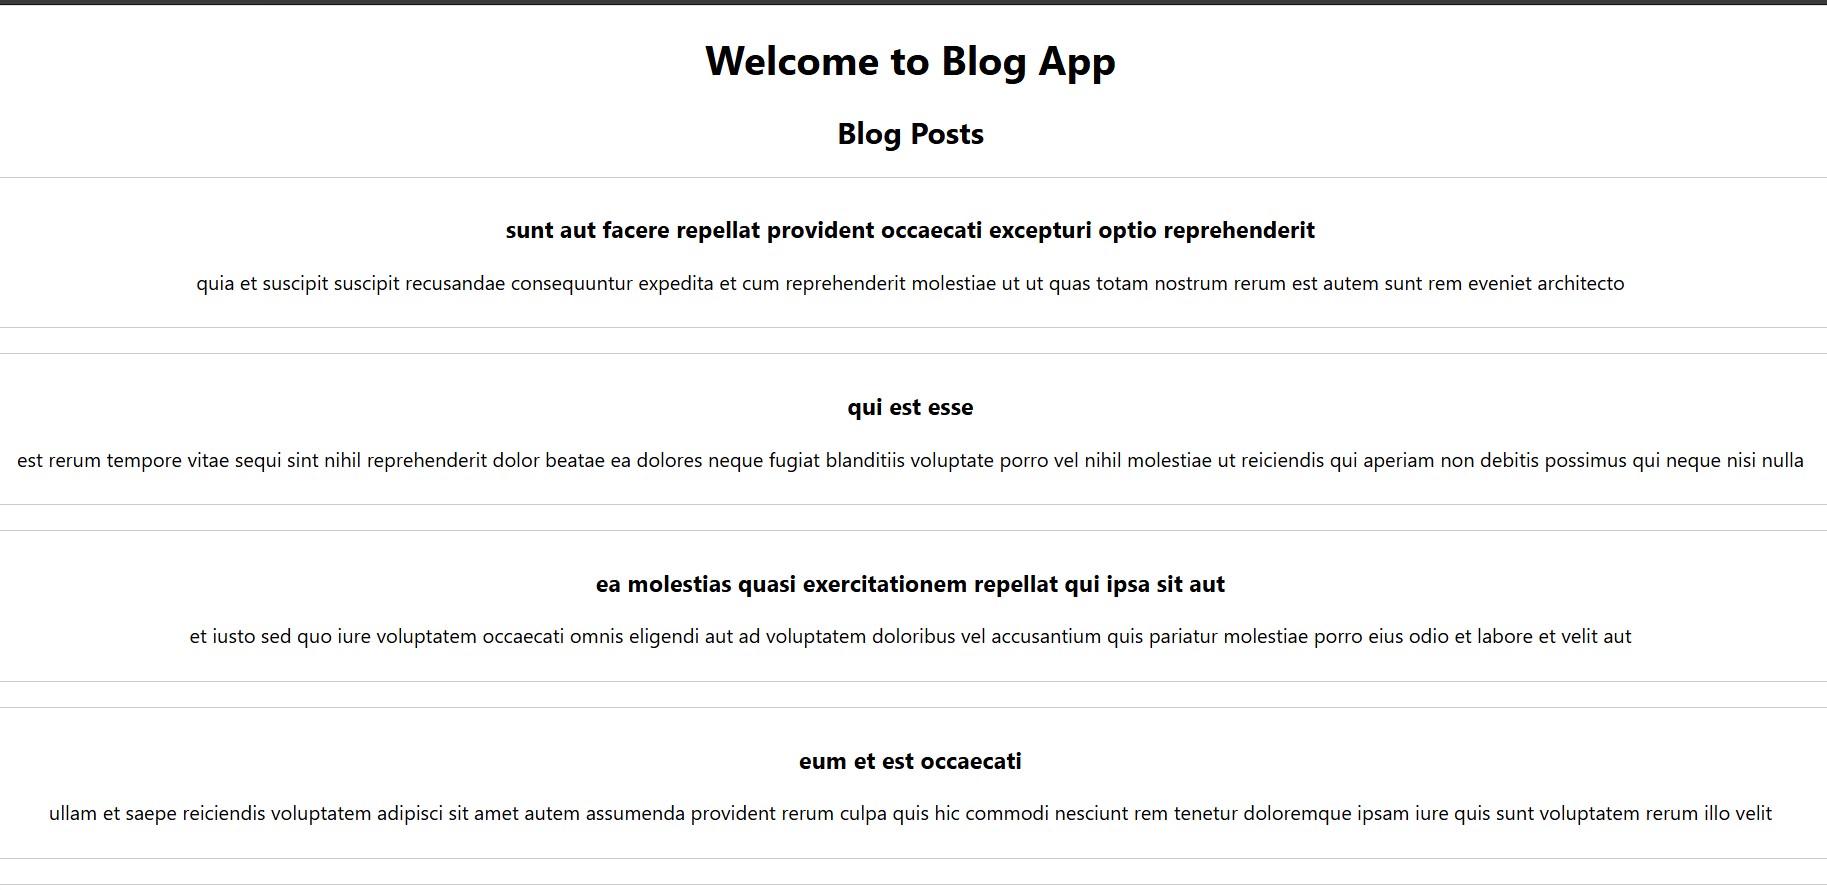 Welcome to Blog App
Blog Posts
sunt aut facere repellat provident occaecati excepturi optio reprehenderit
quia et suscipit suscipit recusandae consequuntur expedita et cum reprehenderit molestiae ut ut quas totam nostrum rerum est autem sunt rem eveniet architecto
qui est esse
est rerum tempore vitae sequi sint nihil reprehenderit dolor beatae ea dolores neque fugiat blanditiis voluptate porro vel nihil molestiae ut reiciendis qui aperiam non debitis possimus qui neque nisi nulla
ea molestias quasi exercitationem repellat qui ipsa sit aut
et iusto sed quo iure voluptatem occaecati omnis eligendi aut ad voluptatem doloribus vel accusantium quis pariatur molestiae porro eius odio et labore et velit aut
eum et est occaecati
ullam et saepe reiciendis voluptatem adipisci sit amet autem assumenda provident rerum culpa quis hic commodi nesciunt rem tenetur doloremque ipsam iure quis sunt voluptatem rerum illo velit